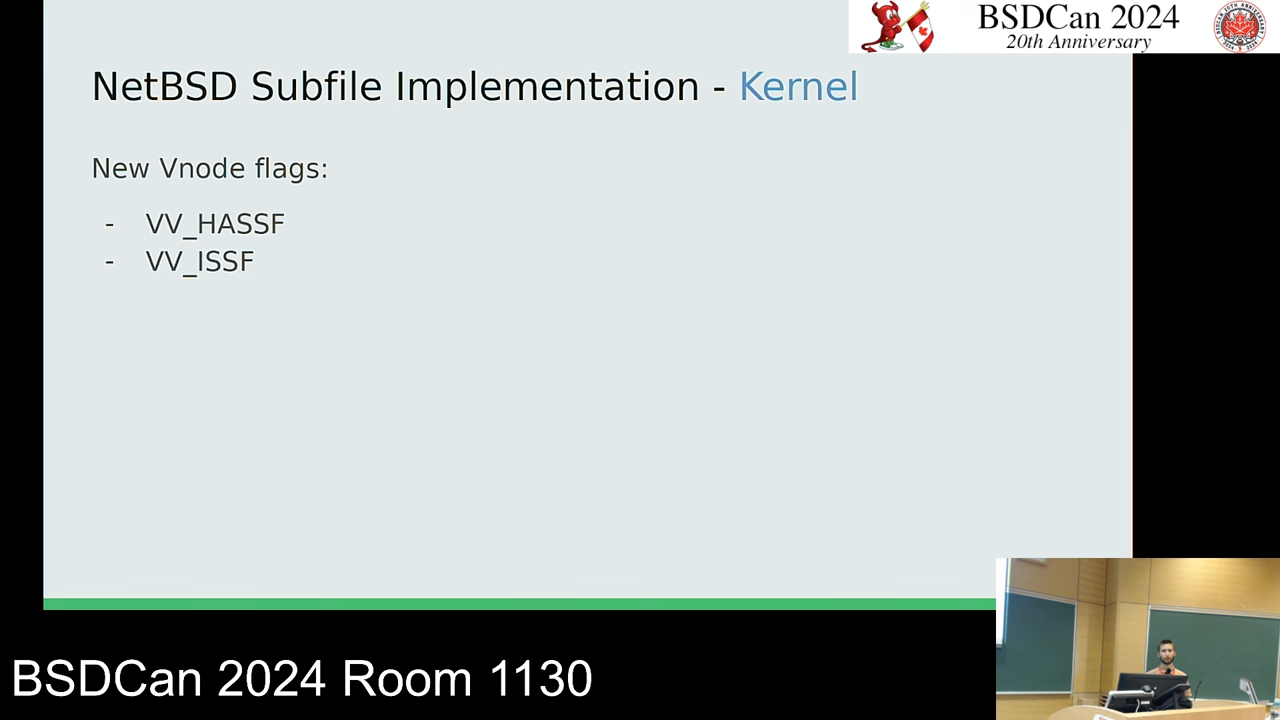 BSDCan 2024
20th Anniversary
NetBSD Subfile Implementation - Kernel
New Vnode flags:
- VV_HASSF
- VV_ISSF
BSDCan 2024 Room 1130